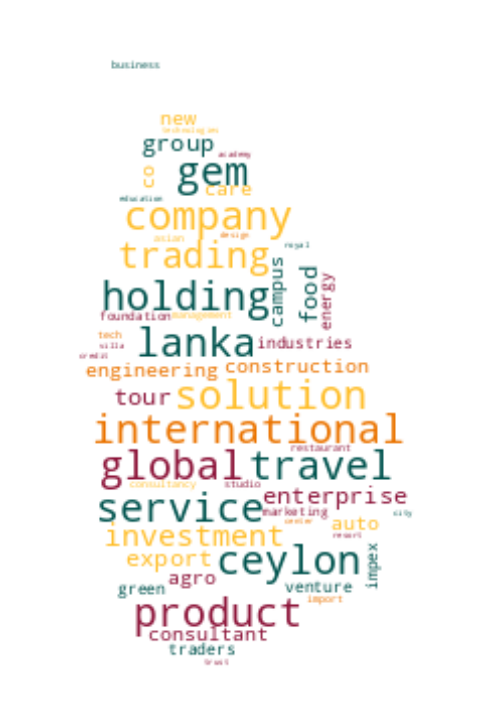 business
new
technologies
group
academy
gem
co
care
education
company
asian
design
trading
royal
campus
food
energy
holding
foundation
management
tech
lanka
industries
villa
credit
engineering
construction
tour
solution
international
restaurant
global
travel
consultancy
studio
enterprise
service
marketing
city
center
auto
investment
resort
export
ceylon
impex
agro
green
venture
import
product
consultant
traders
trust